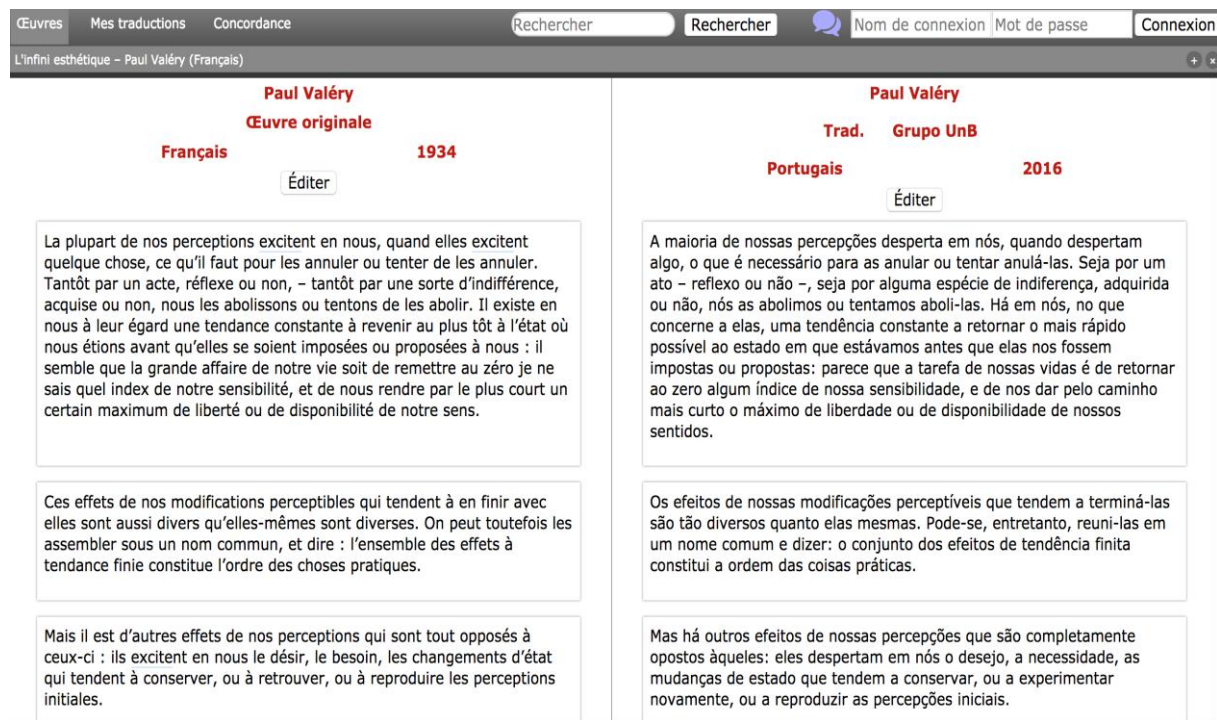 Œuvres Mes traductions Concordance Rechercher Rechercher Nom de connexion Mot de passe Connexion
L'infini esthétique – Paul Valéry (Français)
Paul Valéry
Œuvre originale
Français 1934
Éditer
La plupart de nos perceptions excitent en nous, quand elles excitent
quelque chose, ce qu'il faut pour les annuler ou tenter de les annuler.
Tantôt par un acte, réflexe ou non, – tantôt par une sorte d'indifférence,
acquise ou non, nous les abolissons ou tentons de les abolir. Il existe en
nous à leur égard une tendance constante à revenir au plus tôt à l'état où
nous étions avant qu'elles se soient imposées ou proposées à nous : il
semble que la grande affaire de notre vie soit de remettre au zéro je ne
sais quel index de notre sensibilité, et de nous rendre par le plus court un
certain maximum de liberté ou de disponibilité de notre sens.
Ces effets de nos modifications perceptibles qui tendent à en finir avec
elles sont aussi divers qu'elles-mêmes sont diverses. On peut toutefois les
assembler sous un nom commun, et dire : l'ensemble des effets à
tendance finie constitue l'ordre des choses pratiques.
Mais il est d'autres effets de nos perceptions qui sont tout opposés à
ceux-ci : ils excitent en nous le désir, le besoin, les changements d'état
qui tendent à conserver, ou à retrouver, ou à reproduire les perceptions
initiales.
Paul Valéry
Trad. Grupo UnB
Portugais 2016
Éditer
A maioria de nossas percepções desperta em nós, quando despertam
algo, o que é necessário para as anular ou tentar anulá-las. Seja por um
ato – reflexo ou não –, seja por alguma espécie de indiferença, adquirida
ou não, nós as abolimos ou tentamos aboli-las. Há em nós, no que
concerne a elas, uma tendência constante a retornar o mais rápido
possível ao estado em que estávamos antes que elas nos fossem
impostas ou propostas: parece que a tarefa de nossas vidas é de retornar
ao zero algum índice de nossa sensibilidade, e de nos dar pelo caminho
mais curto o máximo de liberdade ou de disponibilidade de nossos
sentidos.
Os efeitos de nossas modificações perceptíveis que tendem a terminá-las
são tão diversos quanto elas mesmas. Pode-se, entretanto, reuni-las em
um nome comum e dizer: o conjunto dos efeitos de tendência finita
constitui a ordem das coisas práticas.
Mas há outros efeitos de nossas percepções que são completamente
opostos àqueles: eles despertam em nós o desejo, a necessidade, as
mudanças de estado que tendem a conservar, ou a experimentar
novamente, ou a reproduzir as percepções iniciais.